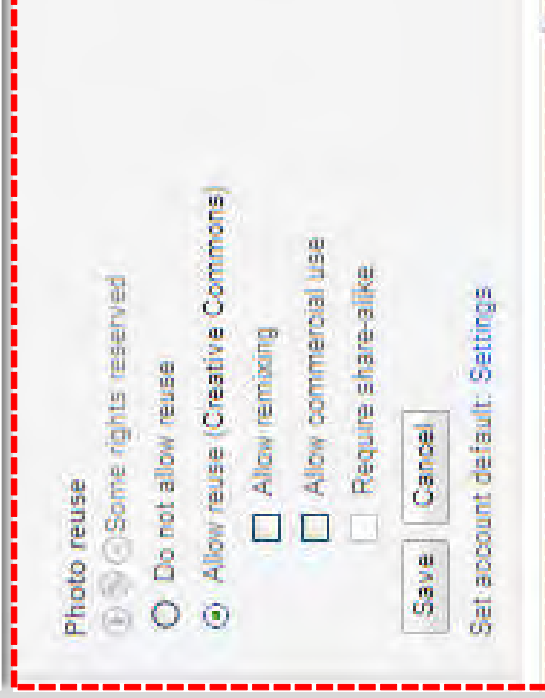 Photo reuse
Some rights reserved
Do not allow reuse
Allow reuse (Creative Commons)
Allow remixing
Allow commercial use
Require share-alike
Save Cancel
Set account default: Settings